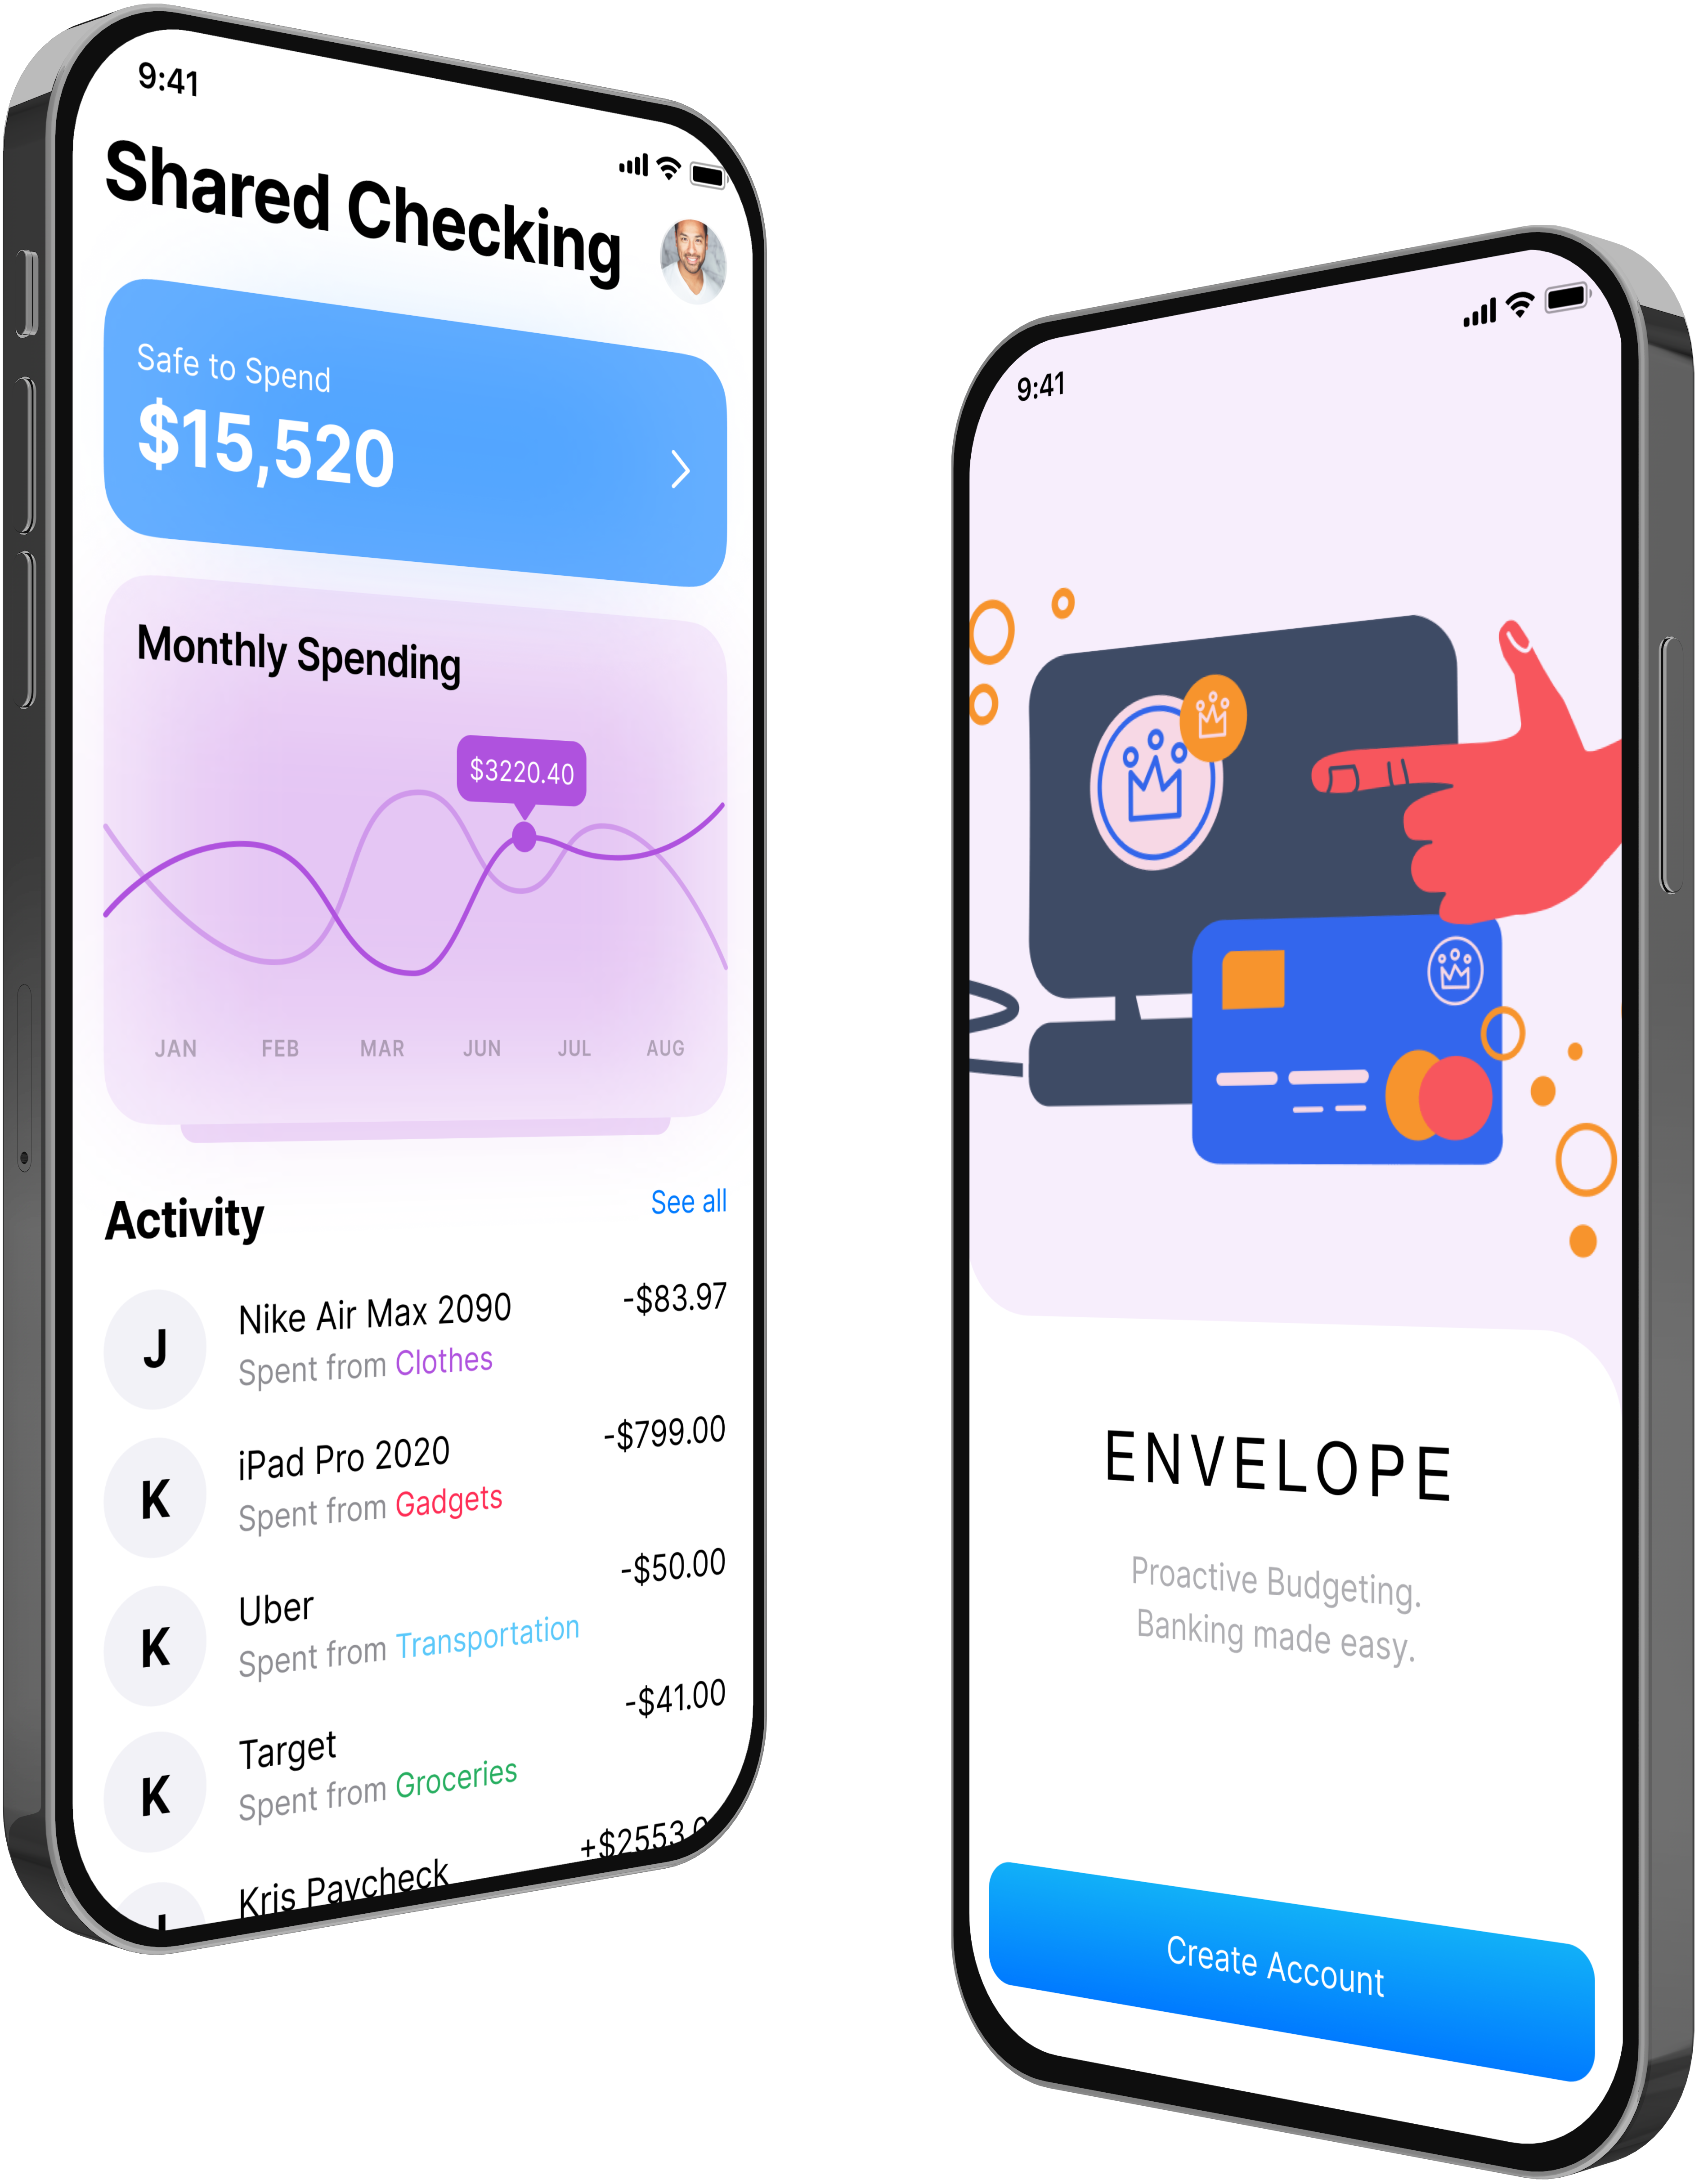 9:41
Shared Checking
Safe to Spend
$15,520
Monthly Spending
$3220.40
JAN FEB MAR JUN JUL AUG
Activity
See all
J
Nike Air Max 2090
-$83.97
Spent from Clothes
K
iPad Pro 2020
-$799.00
Spent from Gadgets
K
Uber
-$50.00
Spent from Transportation
K
Target
-$41.00
Spent from Groceries
Kris Paycheck
+$2553.0
9:41
ENVELOPE
Proactive Budgeting.
Banking made easy.
Create Account